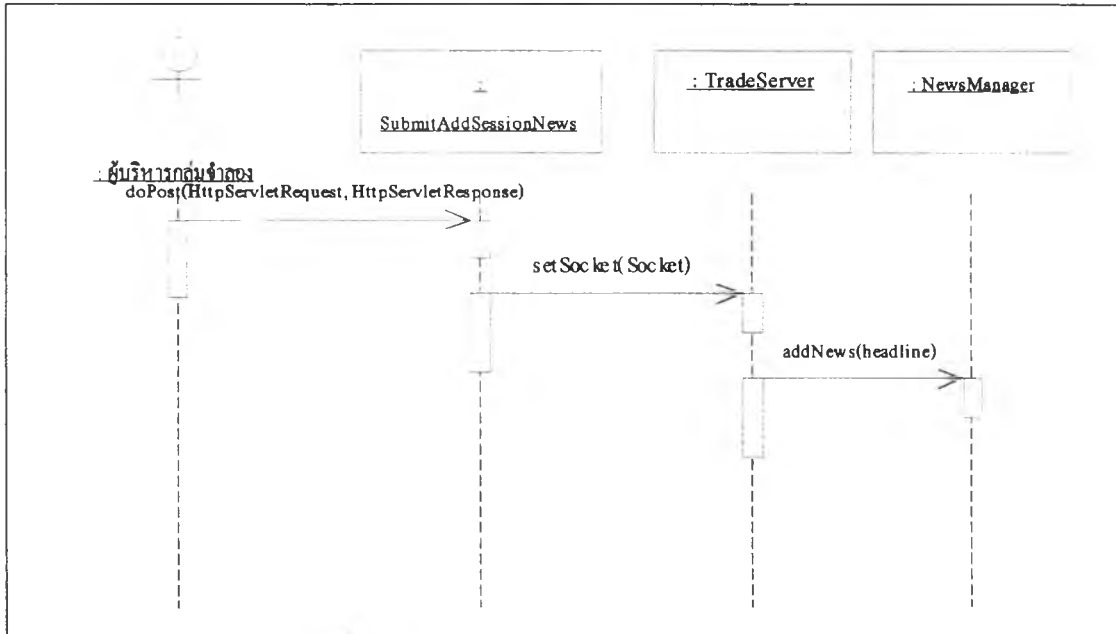 :
SubmitAddSessionNews
: TradeServer
: NewsManager
: ผู้บริหารกลุ่มจำลอง
doPost(HttpServletRequest, HttpServletResponse)
setSocket(Socket)
addNews(headline)